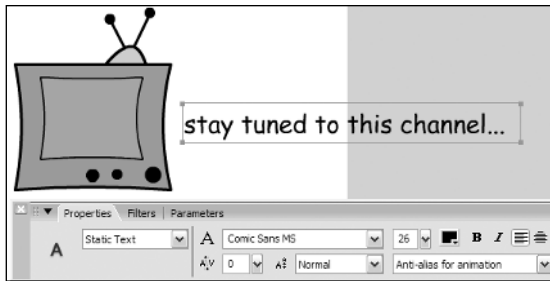 stay tuned to this channel...
Properties Filters Parameters
A Static Text A Comic Sans MS 26 B I
A|V 0 A Normal Anti-alias for animation